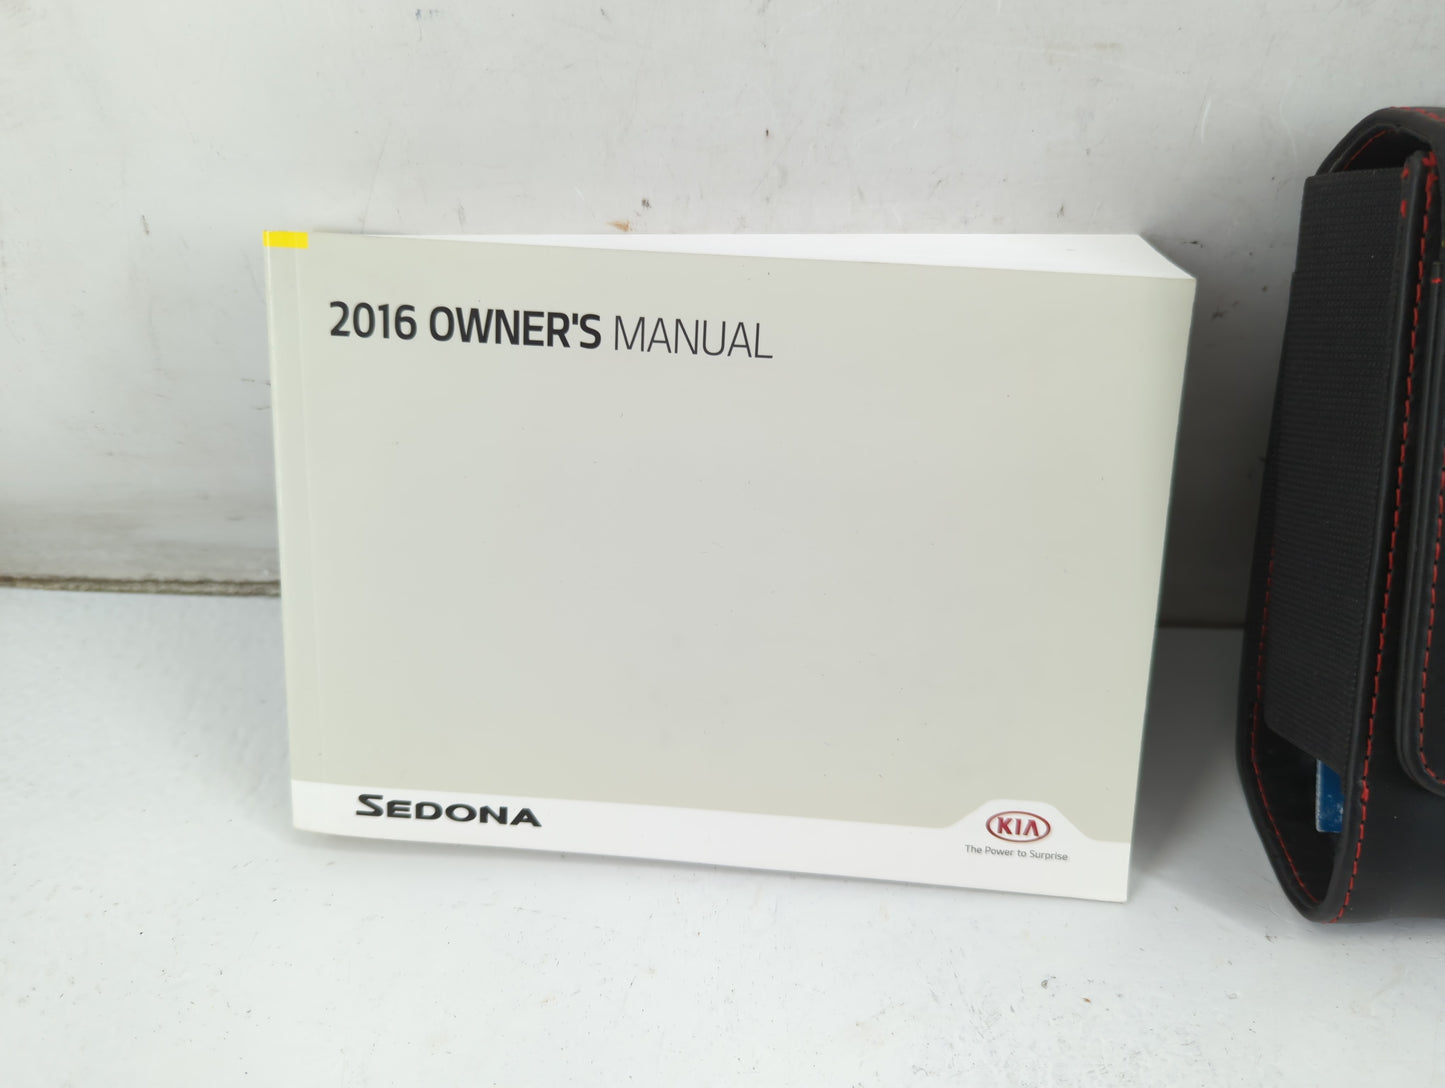 2016 OWNER'S MANUAL
SEDONA
KIA
The Power to Surprise